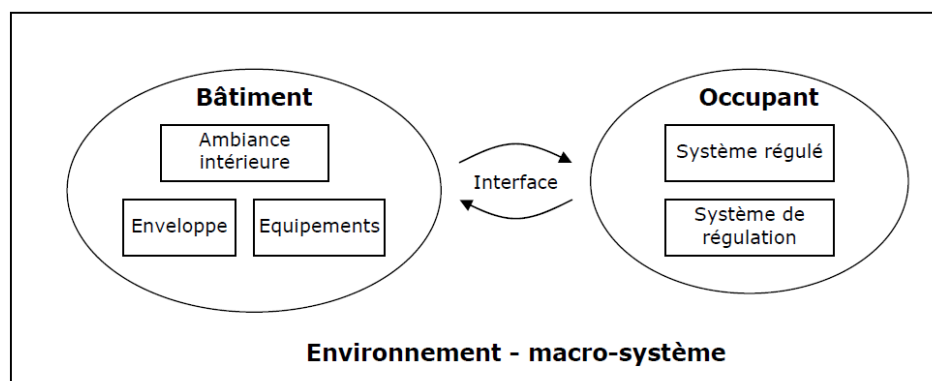 Bâtiment
Ambiance
intérieure
Enveloppe
Equipements
Interface
Occupant
Système régulé
Système de
régulation
Environnement - macro-système